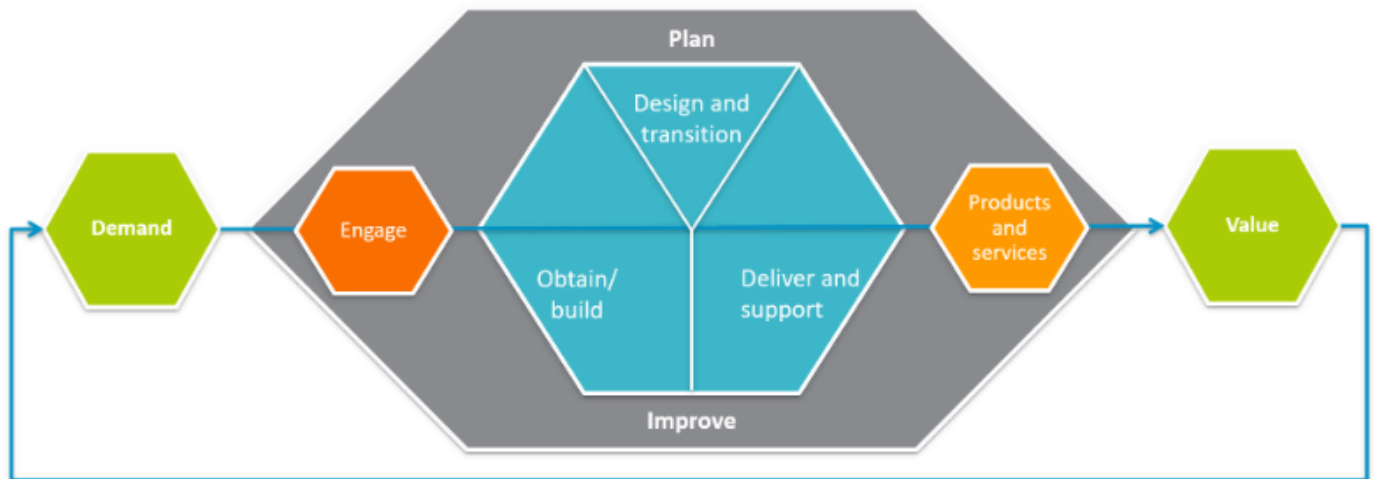 Plan
Design and
transition
Demand
Engage
Products
and
services
Value
Obtain/
build
Deliver and
support
Improve